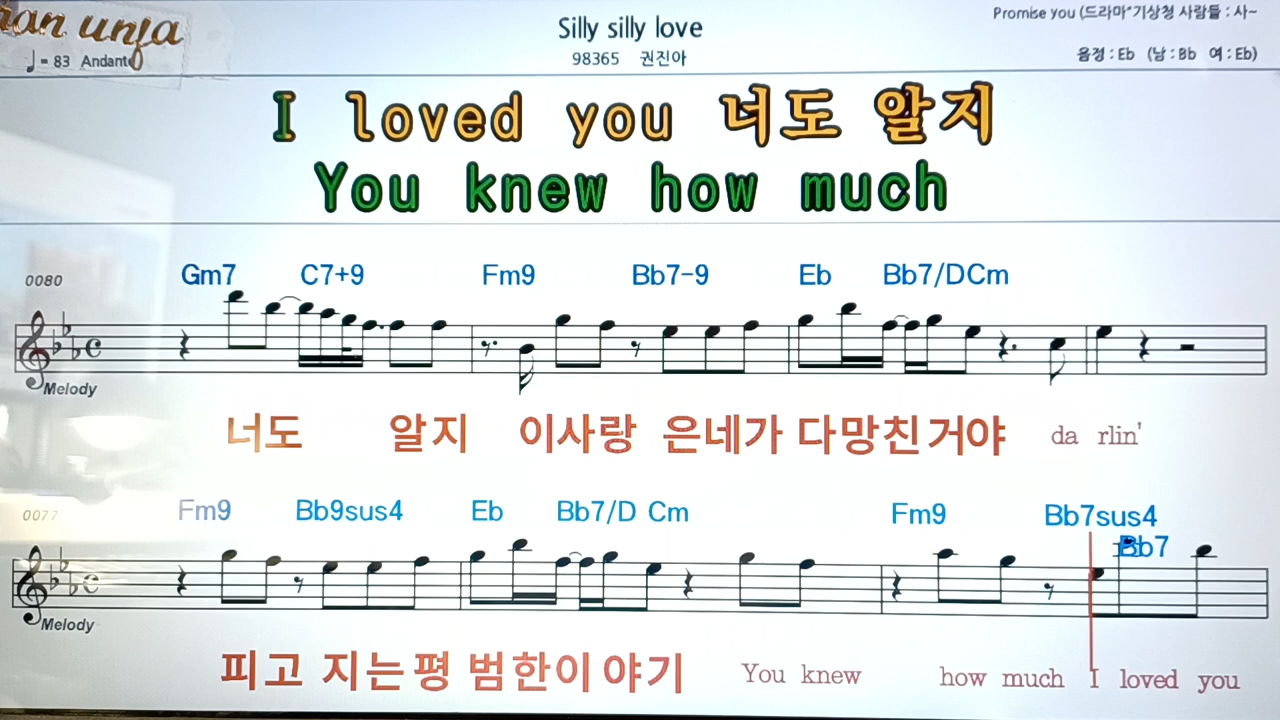 Silly silly love
Promise you (드라마"기상청 사람들 : 사~
♩= 83 Andante
98365 권진아
음정 : Eb (남 : Bb 여 : Eb)
I loved you 너도 알지
You knew how much
0080 Gm7 C7+9 Fm9 Bb7-9 Eb Bb7/D Cm
Melody
너도 알지 이사랑 은네가 다망친거야 da rlin'
0077 Fm9 Bb9sus4 Eb Bb7/D Cm Fm9 Bb7sus4
Bb7
Melody
피고 지는평 범한이 야기 You knew how much I loved you